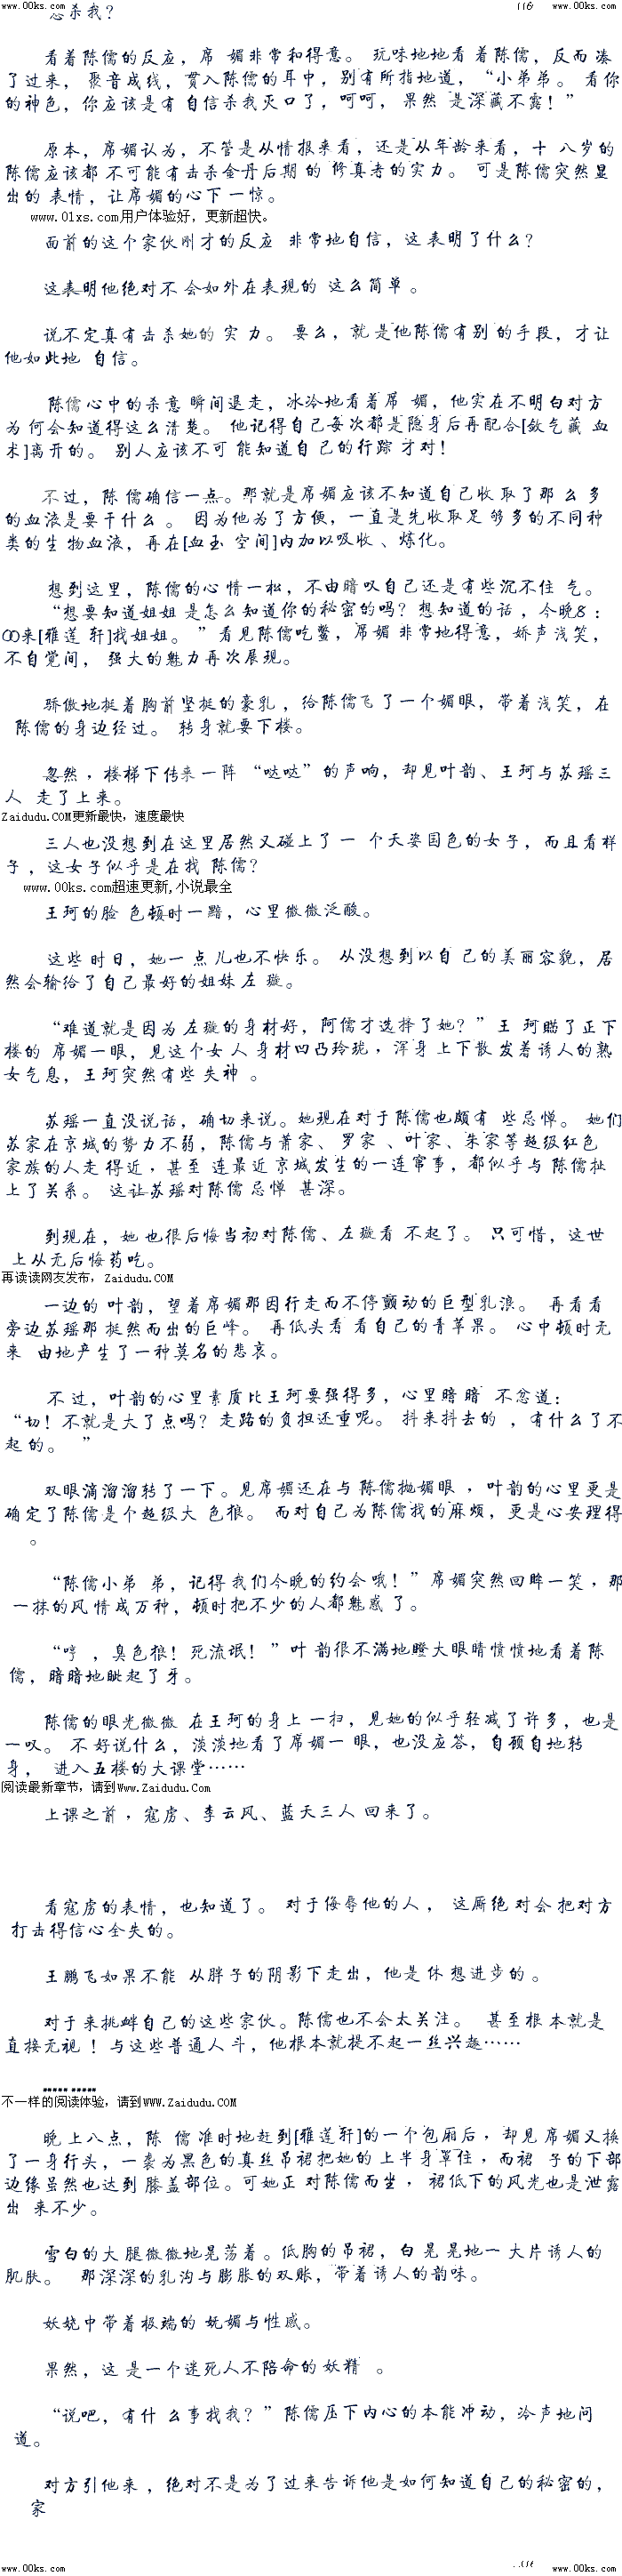 www.00ks.com 116 www.00ks.com
您杀我？
看着陈儒的反应，席 媚非常和得意。 玩味地地看 着陈儒，反而 凑
了过来， 聚音成线，贯入陈儒的耳中，别有所指地道，“小弟弟。 看你
的神色，你应该是有 自信杀我灭口了，呵呵， 果然 是深藏不露！”
原本，席媚认为，不管是从情报来看，还是从年龄来看，十 八岁的
陈儒应该都 不可能有击杀金丹后期 的 修真者的实力。 可是陈儒突然显
出的 表情，让席媚的心下 一惊。
www.01xs.com用户体验好，更新超快。
面前的这个家伙刚才的反应 非常地自信，这表明了什么？
这表明他绝对不 会如外在表现的 这么简单 。
说不定真有击杀她的 实 力。 要么，就 是他陈儒有别 的手段，才让
他如此地 自信。
陈儒心中的杀意 瞬间退走，冰冷地看着席 媚，他实在不明白对方
为 何会知道得这么清楚。 他记得自己每次都是隐身后再配合[敛气藏 血
术]离开的。 别人应该不可 能知道自 己的行踪 才对！
不过，陈 儒确信一点。那就是席媚应该不知道自己收 取了那 么 多
的血液是要干什么 。 因为他为了方便，一直是先收取足 够多的不同种
类的生 物血液，再在[血玉 空间]内加以吸收 、炼化。
想到这里，陈儒的心 情一松，不由暗叹自己还是有些沉不住 气。
“想要知道姐姐 是怎么知道你的秘密的吗？想知道的话 ，今晚8 ：
00来[雅莲 轩]找姐姐。 ”看见陈儒吃鳖，席媚 非常地得意，娇声浅笑，
不自觉间， 强大的魅力再次展现。
骄傲地挺着胸前坚挺的豪乳 ，给陈儒飞了一个媚眼，带着浅笑，在
陈儒的身边经过。 转身就要下楼。
忽然 ，楼梯下传来一阵 “哒哒”的声响，却见叶韵、王珂与苏瑶三
人 走了上来。
Zaidudu.COM更新最快，速度最快
三人也没想到在这里居然又碰上了 一 个天姿国色的女子，而且看样
子 ，这女子似乎是在找 陈儒？
www.00ks.com超速更新,小说最全
王珂的脸 色顿时一黯，心里微微泛酸。
这些 时日，她一 点 儿也不快乐。 从没想到以自 己的美丽容貌，居
然会输给了自己最好的姐妹左 璇。
“难道就是因为左璇的身材好，阿儒才选择了她？”王 珂瞄了正下
楼的 席媚一眼，见这个女 人 身材凹凸玲珑 ，浑身 上下散 发着诱人的熟
女气息，王珂突然有些 失神 。
苏瑶一直没说话，确切来说。她现在对于陈儒也颇有 些忌惮。 她们
苏家在京城的势力不弱，陈儒与萧家、罗家 、叶家、朱家等超级红色
家族的人走 得近，甚至 连最近 京城发生的一连窜事，都似乎与 陈儒扯
上了关系。 这让苏瑶对陈儒 忌惮 甚深。
到现在，她 也很后悔当初对陈儒、左璇看 不起了。 只可惜，这世
上从无后悔药吃。
再读读网友发布，Zaidudu.COM
一边的 叶韵，望着席媚那因行走而不停颤动的巨型乳浪。 再看看
旁边苏瑶那 挺然而出的巨峰。 再低头看 看自己的青苹果。 心中顿时无
来 由地产生了一种莫名的悲哀。
不 过，叶韵的心里素质比王珂要强得多，心里暗暗 不忿道：
“切！不就是大了点吗？走路的负担还重呢。 抖来抖去的 ，有什么了不
起 的。 ”
双眼滴溜溜转了一下。见席媚还在与 陈儒抛媚眼 ，叶韵的心里更是
确定了陈儒是个超级大 色狼。 而对自己为陈儒找的麻烦，更是心安理得
。
“陈儒小弟 弟，记得 我们今晚的约会 哦！”席媚突然回眸一笑，那
一抹的风 情成万种，顿时把不少的人都魅惑 了。
“哼 ，臭色狼！死流氓！ ”叶 韵很不满地瞪大眼睛愤愤地看着陈
儒，暗暗地龇起了牙。
陈儒的眼光微微 在王珂的身上 一扫，见她的似乎轻减了许多，也是
一叹。 不 好说什么，淡淡地看了席媚一 眼，也没应答，自顾自地转
身， 进入五楼的大课堂……
阅读最新章节，请到Www.Zaidudu.Com
上课之前 ，寇虏、李云风、蓝天三人 回来了。
看寇虏的表情，也知道了。 对于侮辱他的人 ， 这厮绝 对会 把对方
打击得信心全失的。
王鹏飞如果不能 从胖子的阴影下走出，他是休 想进步的 。
对于 来挑衅自己的这些家伙。陈儒也不会太关注。 甚至根 本就是
直接无视 ！与这些普通人 斗，他根本就提不起一丝兴趣……
不一样的阅读体验，请到WWW.Zaidudu.COM
晚 上八点，陈 儒 准时地赶到[雅莲轩]的一个包厢后 ，却见 席媚又换
了一身行头，一袭为黑色的真丝吊裙把她的 上半身罩住，而裙 子的下部
边缘虽然也达到 膝盖部位。可她正 对陈儒而坐 ， 裙低下的风光也是泄露
出 来不少。
雪白的大 腿微微地晃荡着。低胸的吊裙，白 晃 晃地一 大片诱人的
肌肤。 那深深的乳沟与膨胀的双账，带着诱人的韵味。
妖娆中带着极端的 妩媚与性感。
果然，这 是一个迷死人不陪命的妖精 。
“说吧，有什 么事找我？”陈儒压下内心的本能冲动，冷声地问
道。
对方引他来 ，绝对不是为了过来告诉他是如何知道自己的秘密的，
家
www.00ks.com www.00ks.com